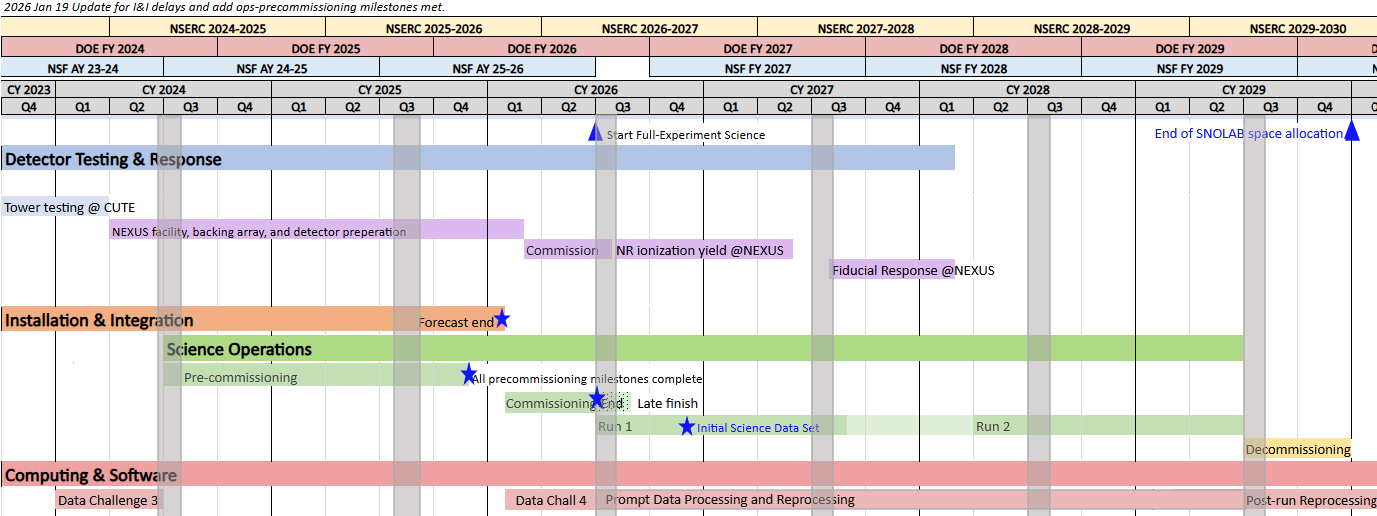 2026 Jan 19 Update for I&I delays and add ops-precommissioning milestones met.
NSERC 2024-2025 NSERC 2025-2026 NSERC 2026-2027 NSERC 2027-2028 NSERC 2028-2029 NSERC 2029-2030
DOE FY 2024 DOE FY 2025 DOE FY 2026 DOE FY 2027 DOE FY 2028 DOE FY 2029 D
NSF AY 23-24 NSF AY 24-25 NSF AY 25-26 NSF FY 2027 NSF FY 2028 NSF FY 2029 N
CY 2023 CY 2024 CY 2025 CY 2026 CY 2027 CY 2028 CY 2029
Q4 Q1 Q2 Q3 Q4 Q1 Q2 Q3 Q4 Q1 Q2 Q3 Q4 Q1 Q2 Q3 Q4 Q1 Q2 Q3 Q4 Q1 Q2 Q3 Q4 Q
Start Full-Experiment Science End of SNOLAB space allocation
Detector Testing & Response
Tower testing @ CUTE
NEXUS facility, backing array, and detector preperation
Commission NR ionization yield @NEXUS
Fiducial Response @NEXUS
Installation & Integration Forecast end
Science Operations
Pre-commissioning All precommissioning milestones complete
Commissioning End Late finish
Run 1 Initial Science Data Set Run 2
Decommissioning
Computing & Software
Data Challenge 3 Data Chall 4 Prompt Data Processing and Reprocessing Post-run Reprocessing